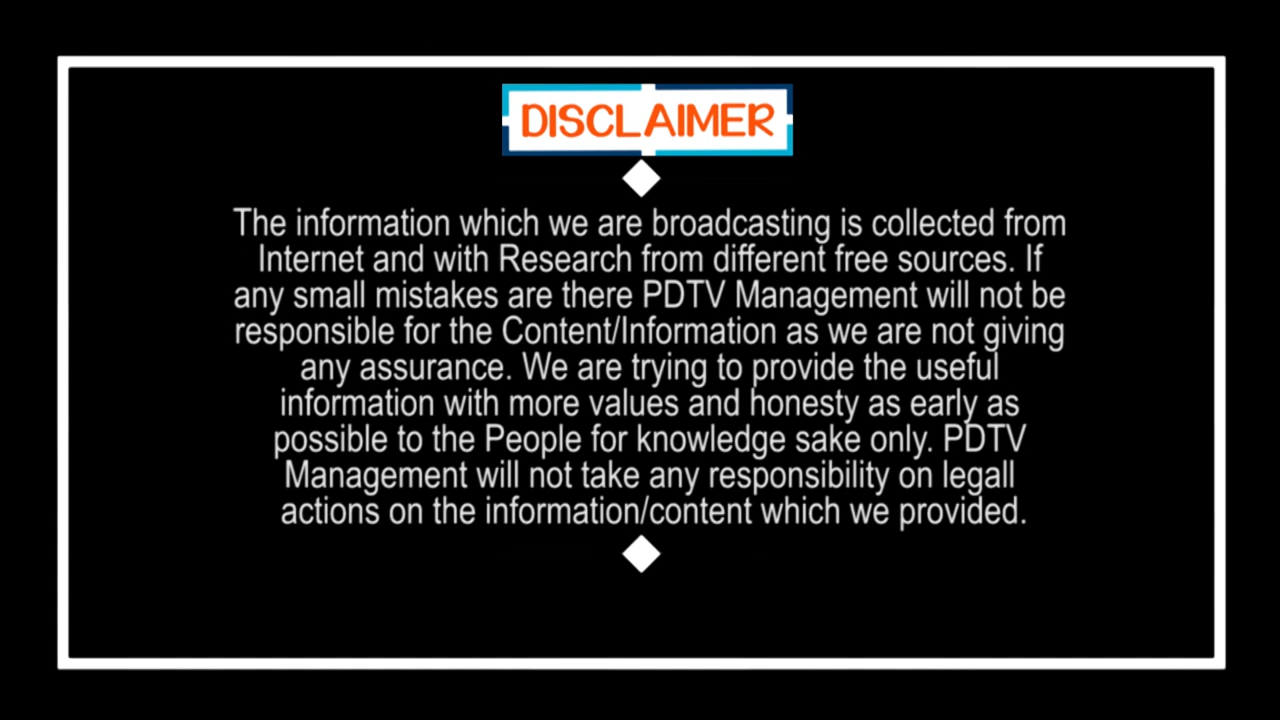 DISCLAIMER
The information which we are broadcasting is collected from
Internet and with Research from different free sources. If
any small mistakes are there PDTV Management will not be
responsible for the Content/Information as we are not giving
any assurance. We are trying to provide the useful
information with more values and honesty as early as
possible to the People for knowledge sake only. PDTV
Management will not take any responsibility on legall
actions on the information/content which we provided.